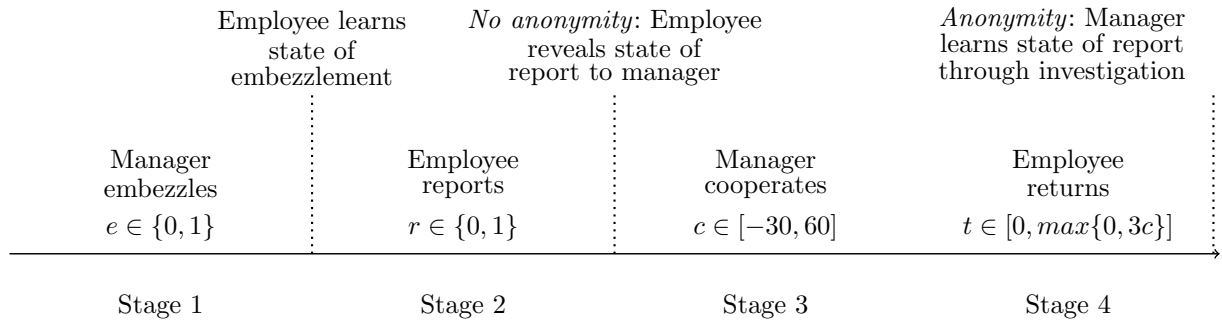 Employee learns
state of
embezzlement
No anonymity: Employee
reveals state of
report to manager
Anonymity: Manager
learns state of report
through investigation
Manager
embezzles
e ∈ {0, 1}
Employee
reports
r ∈ {0, 1}
Manager
cooperates
c ∈ [−30, 60]
Employee
returns
t ∈ [0, max{0, 3c}]
Stage 1
Stage 2
Stage 3
Stage 4